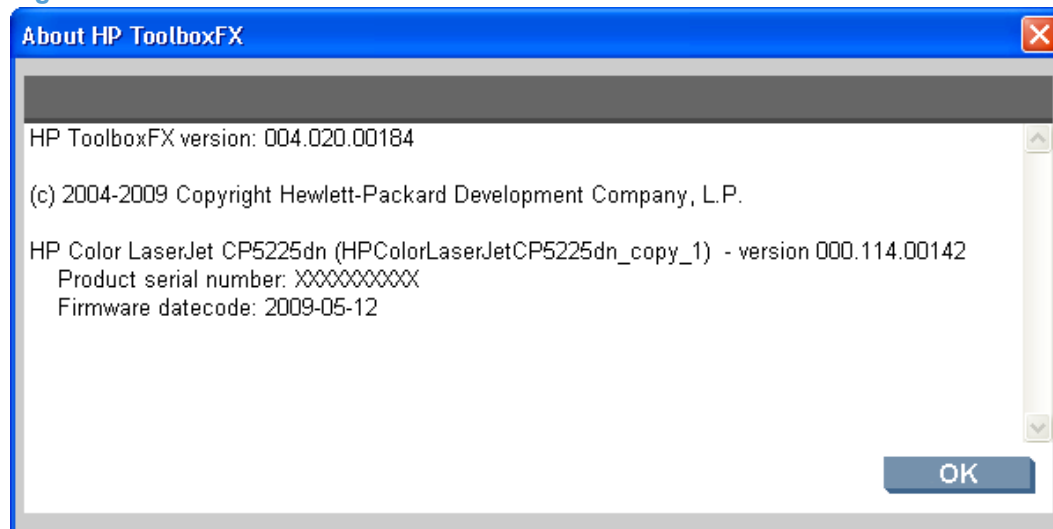 About HP ToolboxFX
HP ToolboxFX version: 004.020.00184
(c) 2004-2009 Copyright Hewlett-Packard Development Company, L.P.
HP Color LaserJet CP5225dn (HPColorLaserJetCP5225dn_copy_1)  - version 000.114.00142
Product serial number: XXXXXXXXXX
Firmware datecode: 2009-05-12
OK